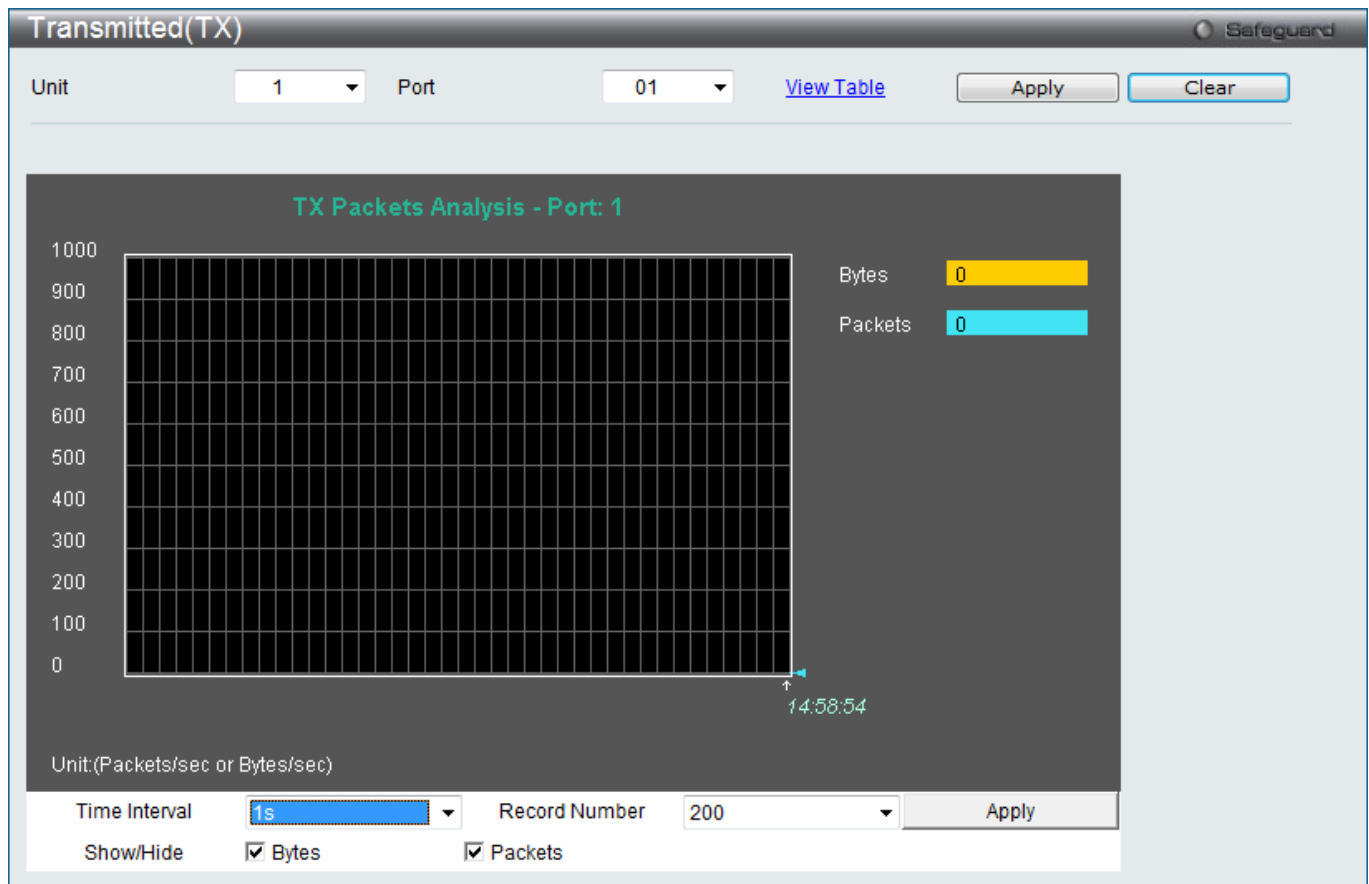 Transmitted(TX)
Safeguard
Unit 1 Port 01 View Table Apply Clear
TX Packets Analysis - Port: 1
1000
900
800
700
600
500
400
300
200
100
0
Bytes 0
Packets 0
14:58:54
Unit:(Packets/sec or Bytes/sec)
Time Interval 1s Record Number 200 Apply
Show/Hide Bytes Packets